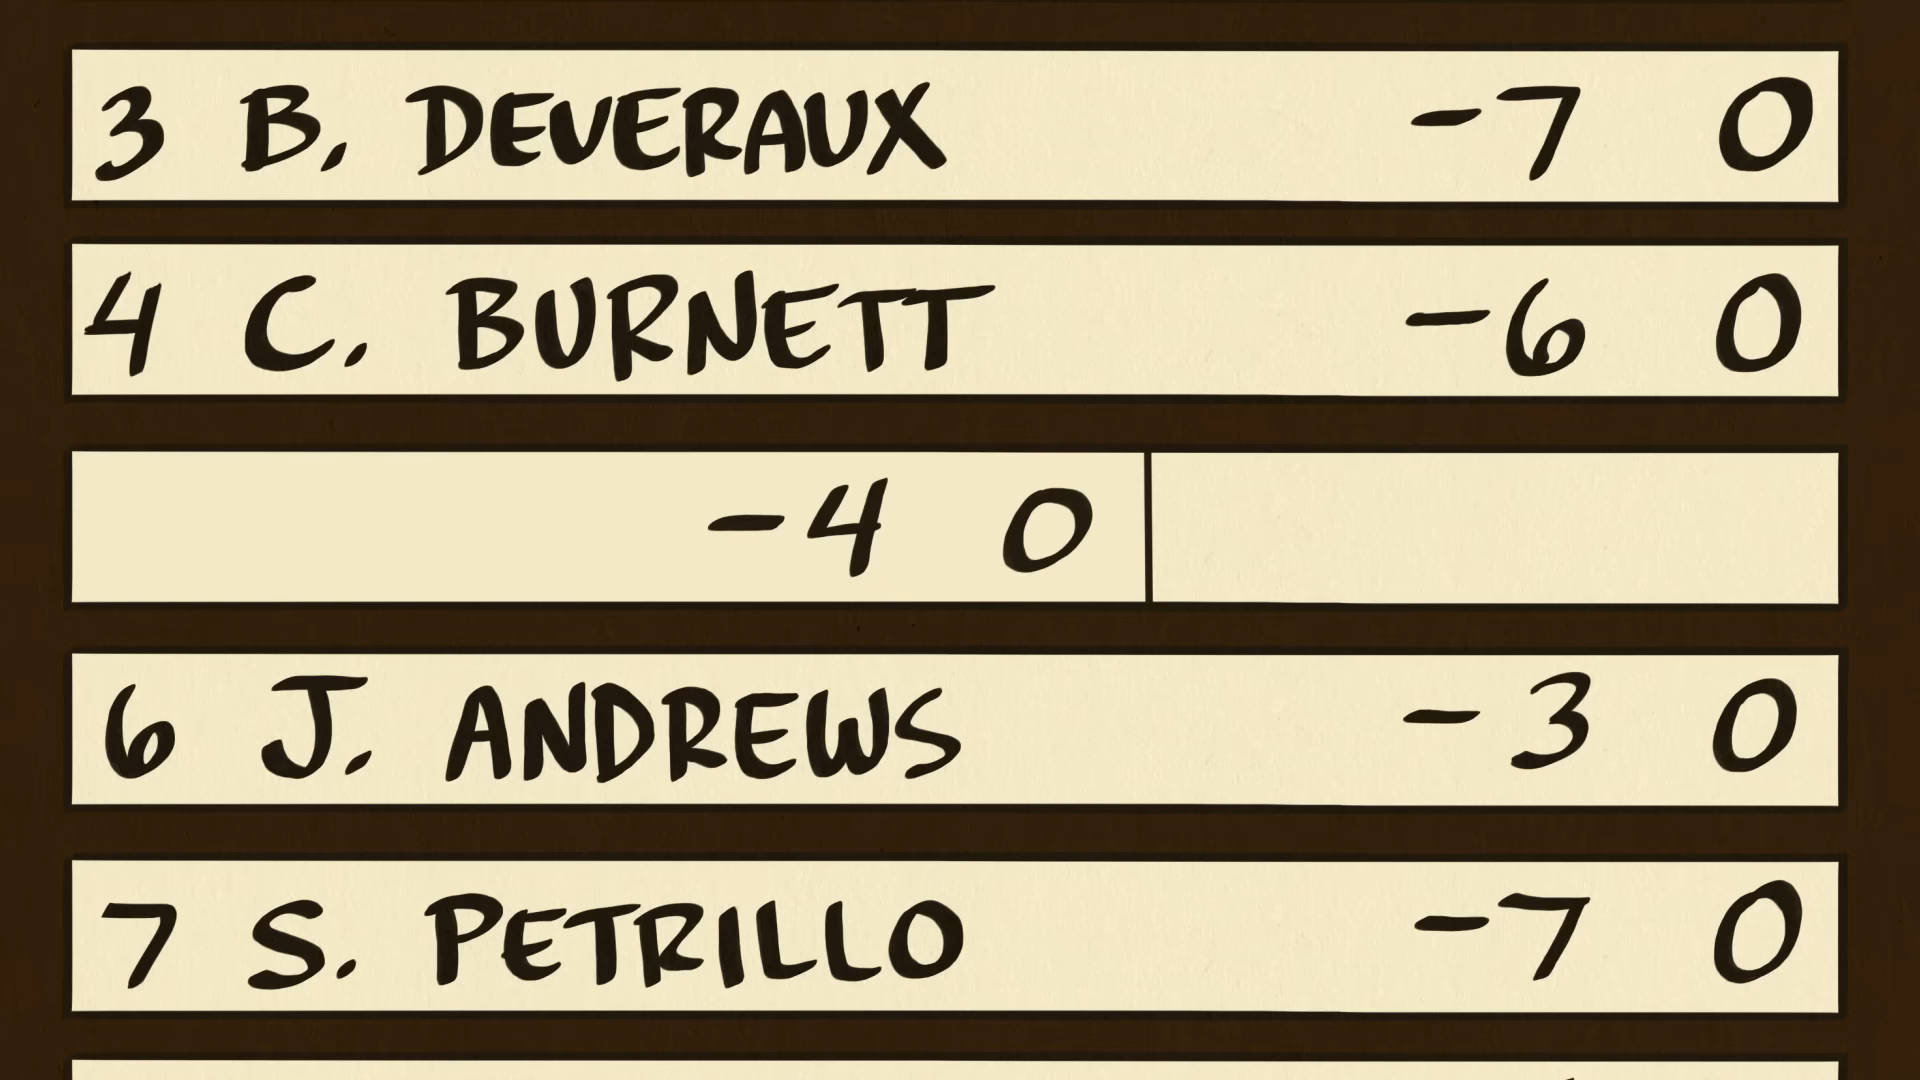 3 B. DEVERAUX -7 0
4 C. BURNETT -6 0
-4 0
6 J. ANDREWS -3 0
7 S. PETRILLO -7 0